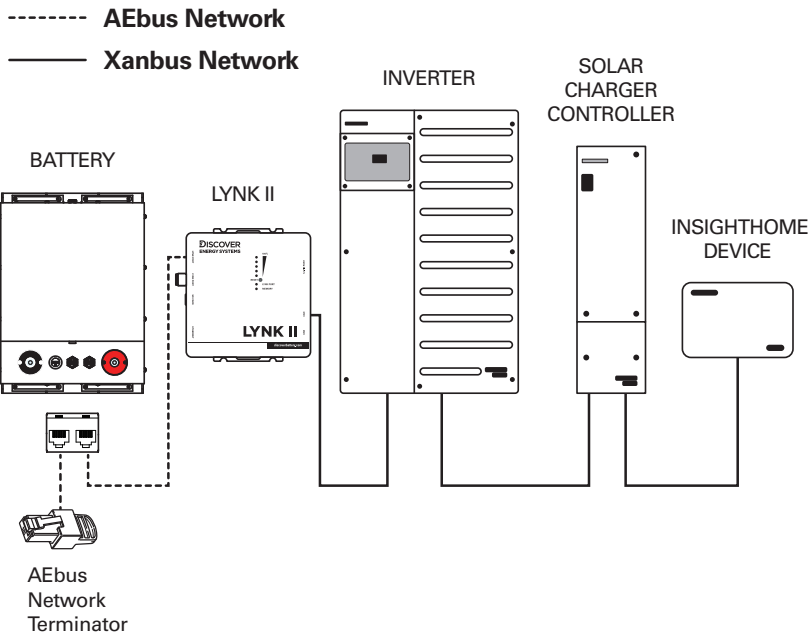 AEbus Network
Xanbus Network
INVERTER
SOLAR
CHARGER
CONTROLLER
BATTERY
LYNK II
INSIGHTHOME
DEVICE
DISCOVER
ENERGY SYSTEMS
LYNK II
AEbus
Network
Terminator